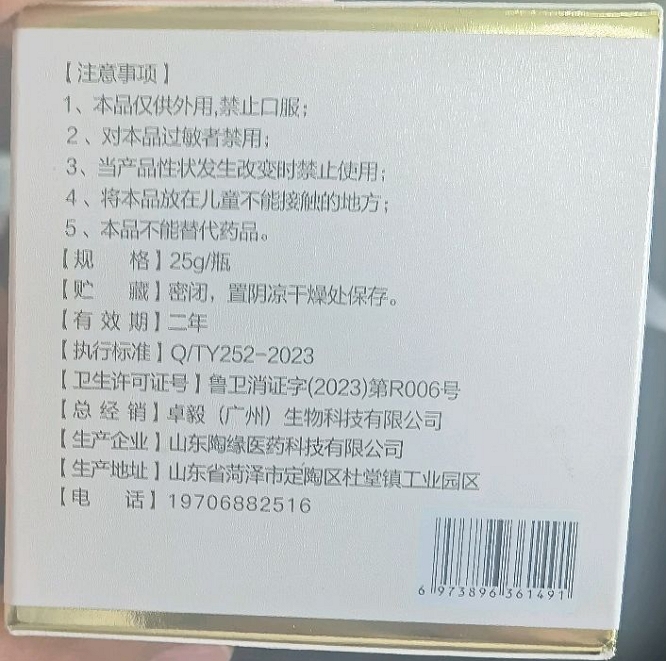 【注意事项】
1、本品仅供外用,禁止口服；
2、对本品过敏者禁用；
3、当产品性状发生改变时禁止使用；
4、将本品放在儿童不能接触的地方；
5、本品不能替代药品。
【规 格】25g/瓶
【贮 藏】密闭，置阴凉干燥处保存。
【有 效 期】二年
【执行标准】Q/TY252-2023
【卫生许可证号】鲁卫消证字(2023)第R006号
【总 经 销】卓毅（广州）生物科技有限公司
【生产企业】山东陶缘医药科技有限公司
【生产地址】山东省菏泽市定陶区杜堂镇工业园区
【电 话】19706882516
6 973896 361491